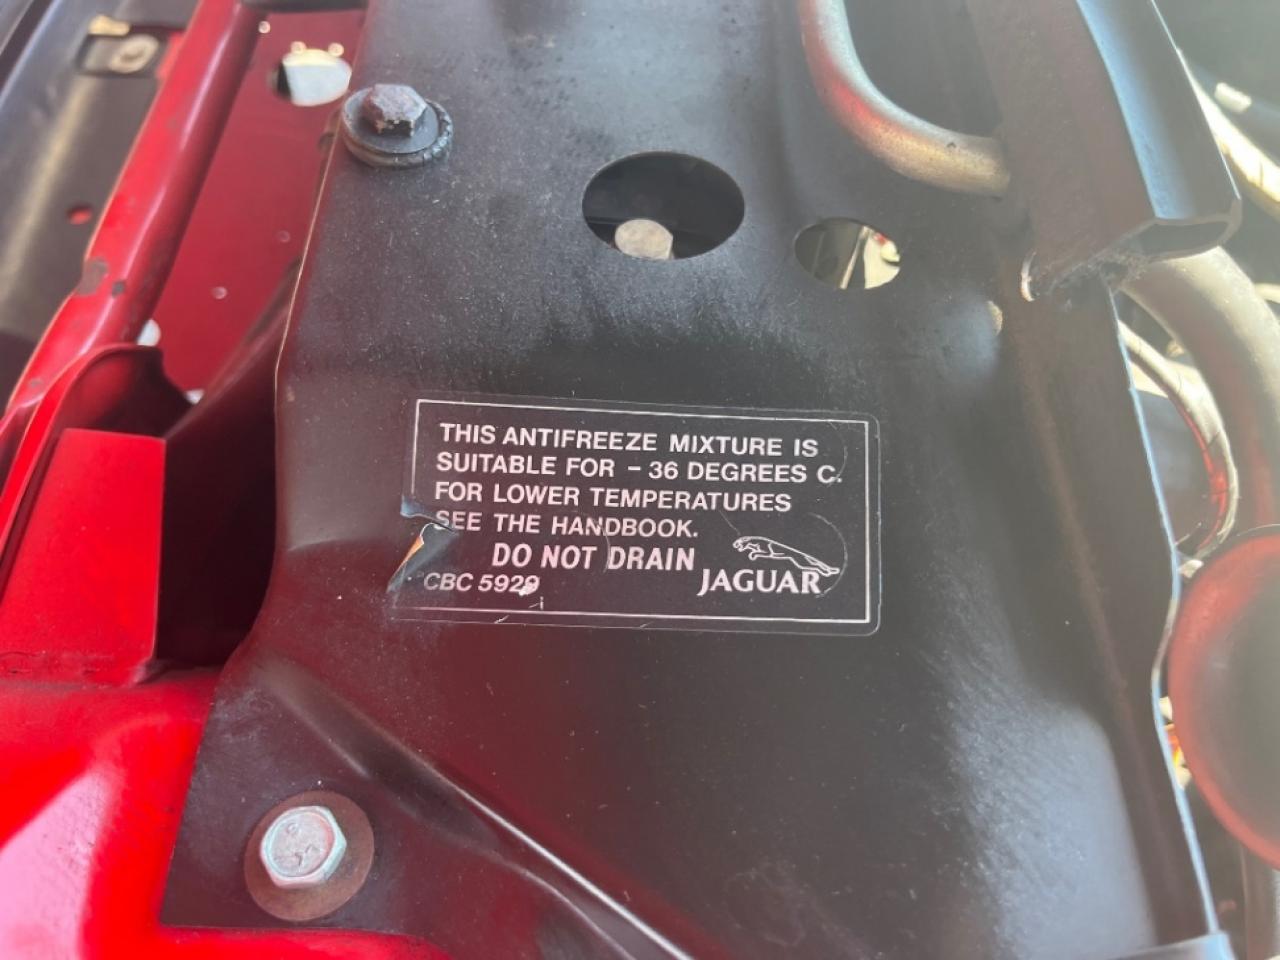 THIS ANTIFREEZE MIXTURE IS
SUITABLE FOR - 36 DEGREES C.
FOR LOWER TEMPERATURES
SEE THE HANDBOOK.
DO NOT DRAIN
CBC 5929
JAGUAR